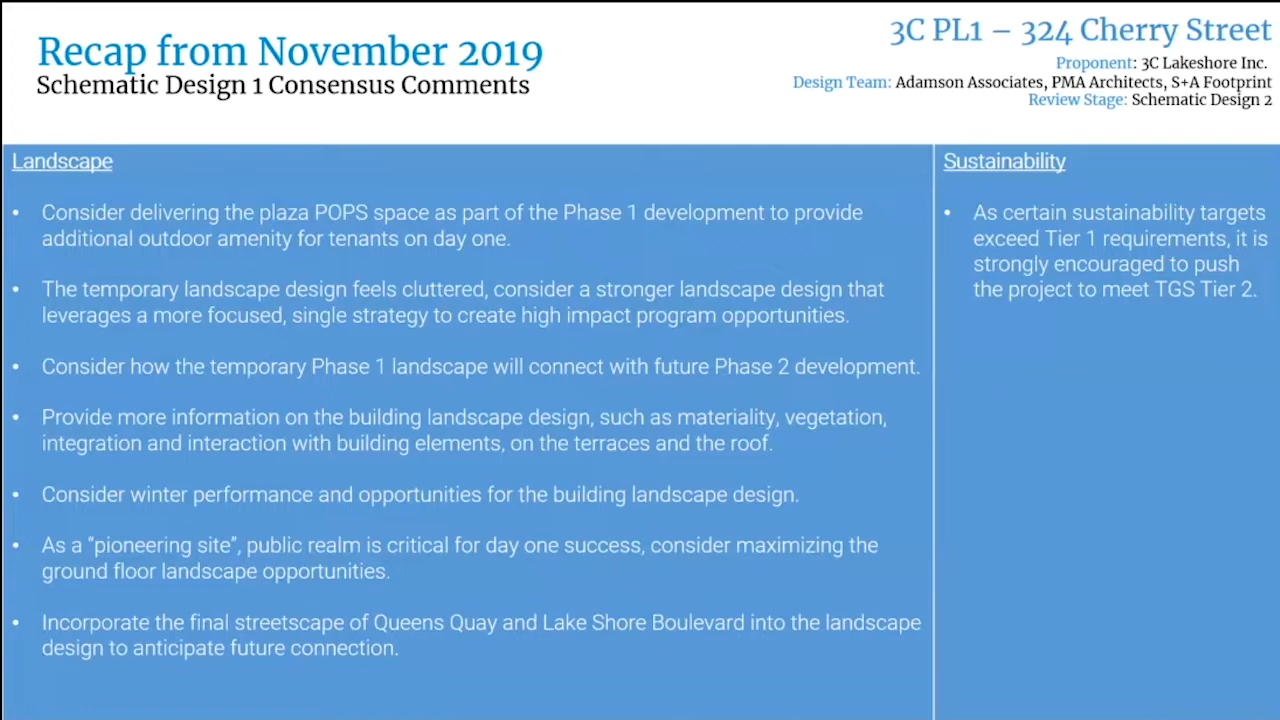 Recap from November 2019
Schematic Design 1 Consensus Comments
3C PL1 – 324 Cherry Street
Proponent: 3C Lakeshore Inc.
Design Team: Adamson Associates, PMA Architects, S+A Footprint
Review Stage: Schematic Design 2
Landscape
• Consider delivering the plaza POPS space as part of the Phase 1 development to provide
additional outdoor amenity for tenants on day one.
• The temporary landscape design feels cluttered, consider a stronger landscape design that
leverages a more focused, single strategy to create high impact program opportunities.
• Consider how the temporary Phase 1 landscape will connect with future Phase 2 development.
• Provide more information on the building landscape design, such as materiality, vegetation,
integration and interaction with building elements, on the terraces and the roof.
• Consider winter performance and opportunities for the building landscape design.
• As a “pioneering site”, public realm is critical for day one success, consider maximizing the
ground floor landscape opportunities.
• Incorporate the final streetscape of Queens Quay and Lake Shore Boulevard into the landscape
design to anticipate future connection.
Sustainability
• As certain sustainability targets
exceed Tier 1 requirements, it is
strongly encouraged to push
the project to meet TGS Tier 2.